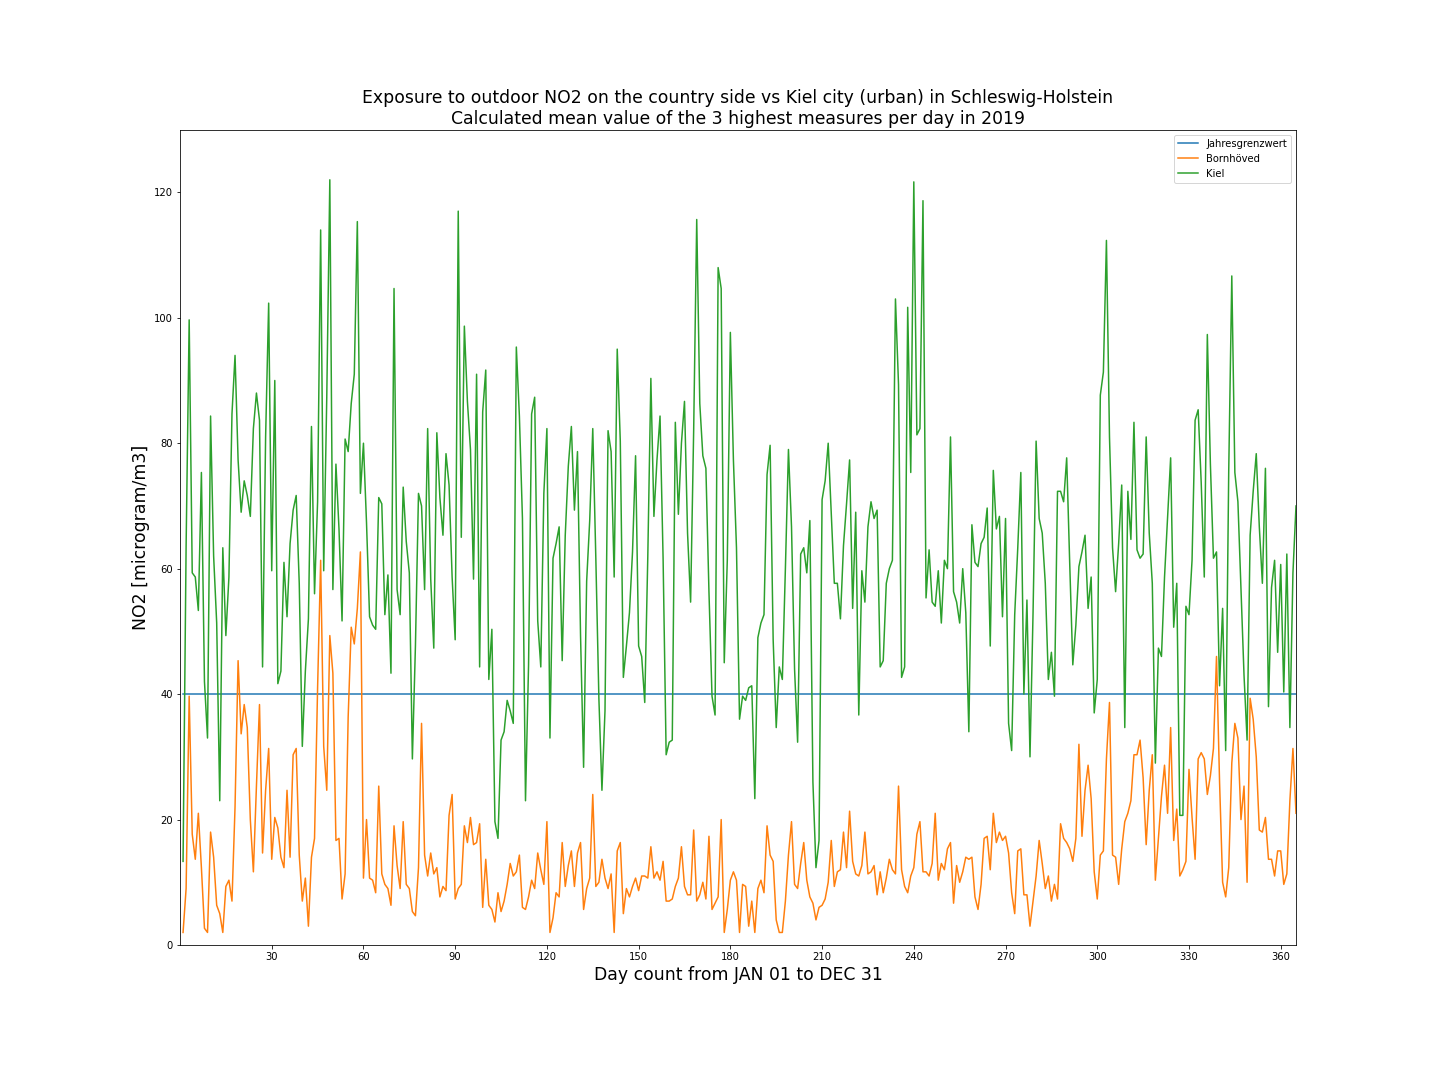 Exposure to outdoor NO2 on the country side vs Kiel city (urban) in Schleswig-Holstein
Calculated mean value of the 3 highest measures per day in 2019
Jahresgrenzwert
Bornhöved
Kiel
NO2 [microgram/m3]
120
100
80
60
40
20
0
30 60 90 120 150 180 210 240 270 300 330 360
Day count from JAN 01 to DEC 31